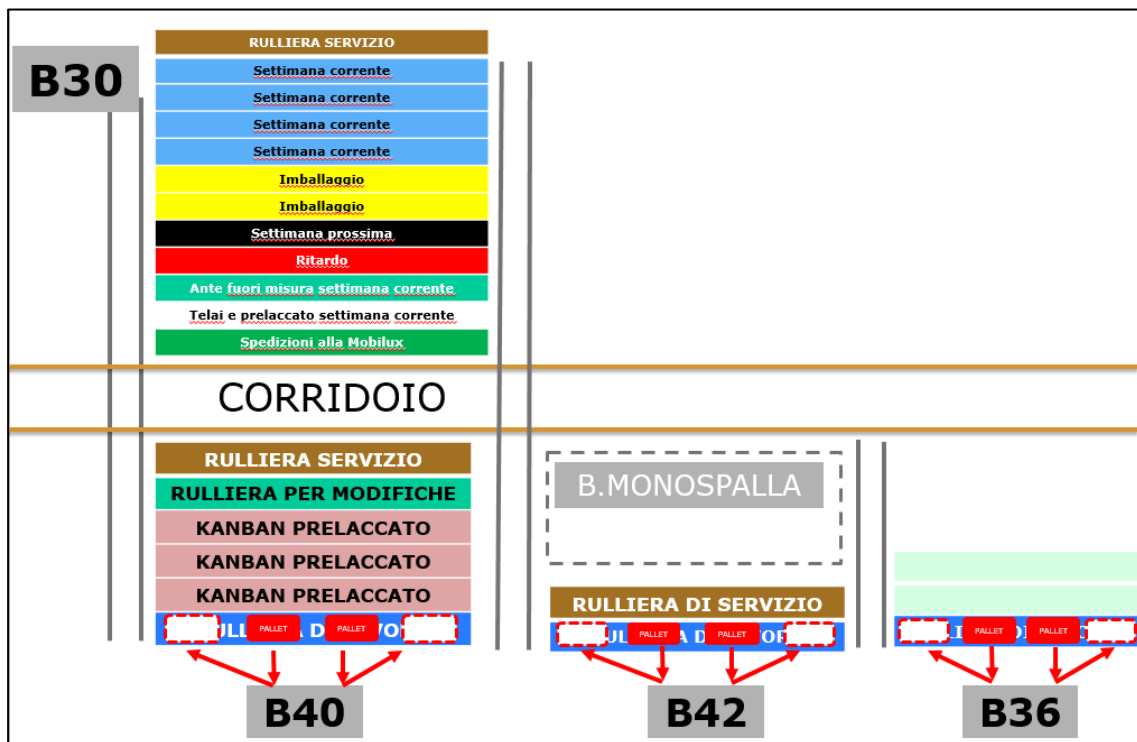 B30
RULLIERA SERVIZIO
Settimana corrente
Settimana corrente
Settimana corrente
Settimana corrente
Imballaggio
Imballaggio
Settimana prossima
Ritardo
Ante fuori misura settimana corrente
Telai e prelaccato settimana corrente
Spedizioni alla Mobilux
CORRIDOIO
RULLIERA SERVIZIO
RULLIERA PER MODIFICHE
KANBAN PRELACCATO
KANBAN PRELACCATO
KANBAN PRELACCATO
PALLET PALLET
B40
B.MONOSPALLA
RULLIERA DI SERVIZIO
PALLET PALLET
B42
PALLET PALLET
B36